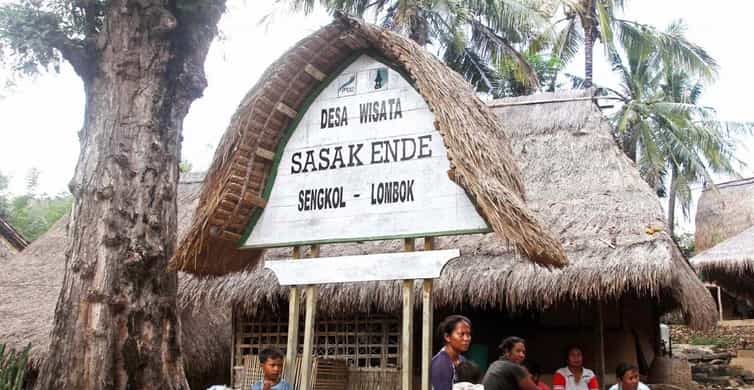 DESA WISATA
SASAK ENDE
SENGKOL - LOMBOK